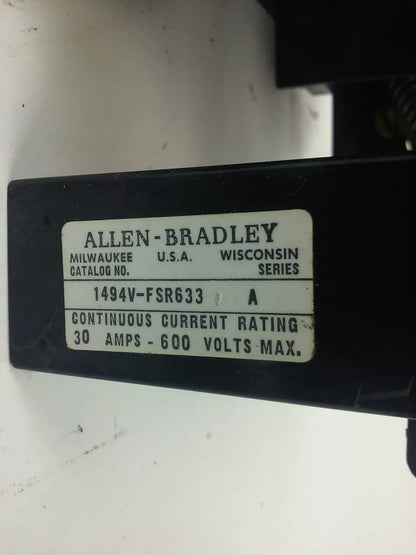 ALLEN-BRADLEY
MILWAUKEE U.S.A. WISCONSIN
CATALOG NO. SERIES
1494V-FSR633 A
CONTINUOUS CURRENT RATING
30 AMPS - 600 VOLTS MAX.